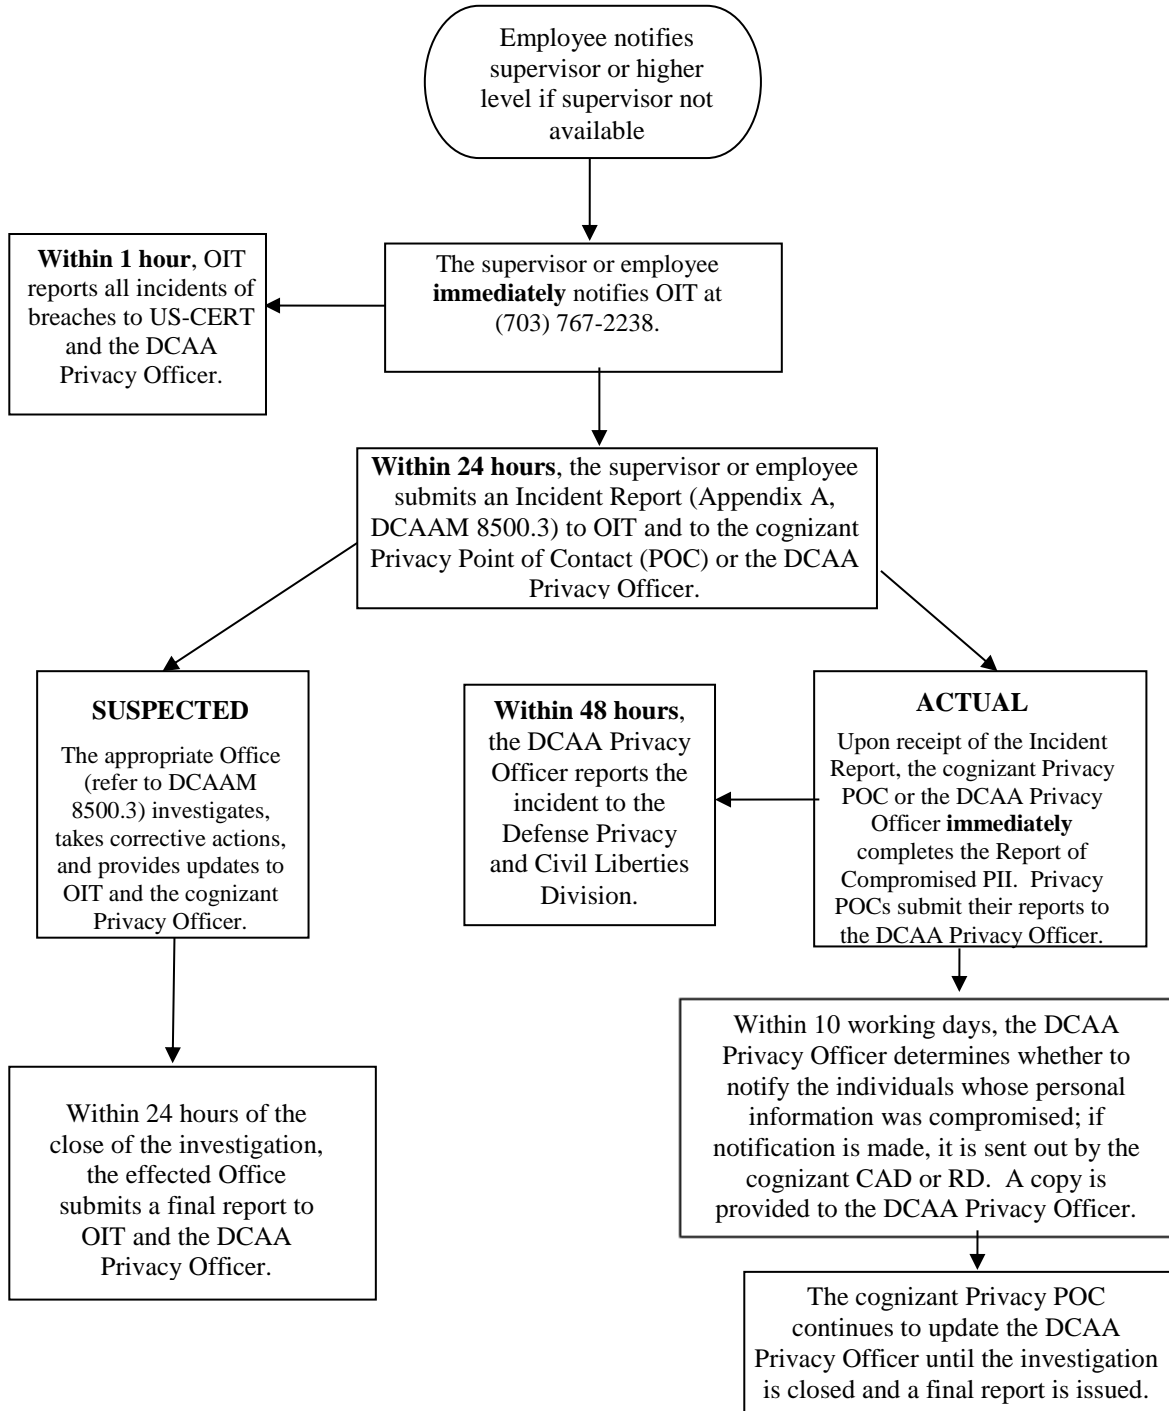 Employee notifies
supervisor or higher
level if supervisor not
available
Within 1 hour, OIT
reports all incidents of
breaches to US-CERT
and the DCAA
Privacy Officer.
The supervisor or employee
immediately notifies OIT at
(703) 767-2238.
Within 24 hours, the supervisor or employee
submits an Incident Report (Appendix A,
DCAAM 8500.3) to OIT and to the cognizant
Privacy Point of Contact (POC) or the DCAA
Privacy Officer.
SUSPECTED
The appropriate Office
(refer to DCAAM
8500.3) investigates,
takes corrective actions,
and provides updates to
OIT and the cognizant
Privacy Officer.
Within 48 hours,
the DCAA Privacy
Officer reports the
incident to the
Defense Privacy
and Civil Liberties
Division.
ACTUAL
Upon receipt of the Incident
Report, the cognizant Privacy
POC or the DCAA Privacy
Officer immediately
completes the Report of
Compromised PII.  Privacy
POCs submit their reports to
the DCAA Privacy Officer.
Within 24 hours of the
close of the investigation,
the effected Office
submits a final report to
OIT and the DCAA
Privacy Officer.
Within 10 working days, the DCAA
Privacy Officer determines whether to
notify the individuals whose personal
information was compromised; if
notification is made, it is sent out by the
cognizant CAD or RD.  A copy is
provided to the DCAA Privacy Officer.
The cognizant Privacy POC
continues to update the DCAA
Privacy Officer until the investigation
is closed and a final report is issued.